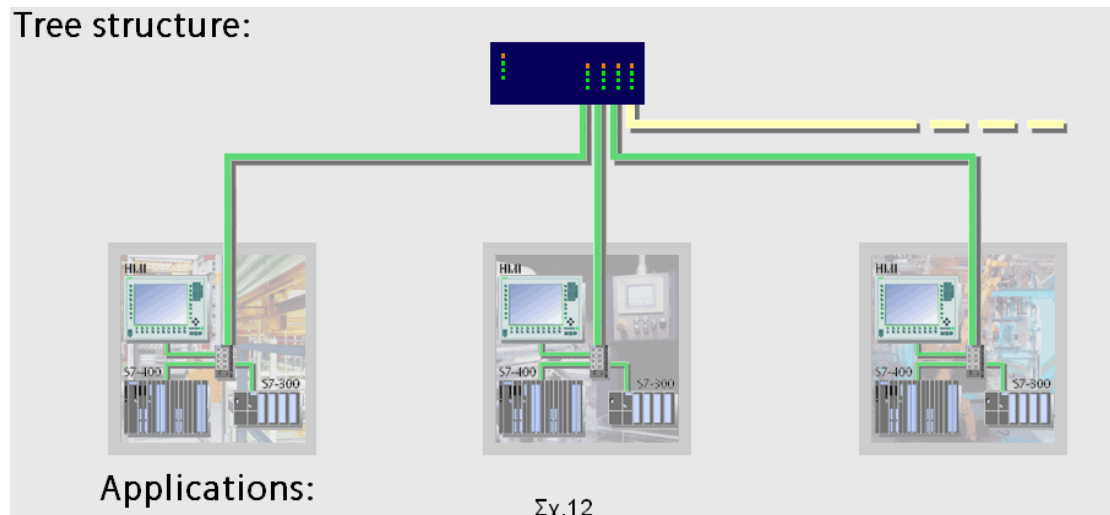 Tree structure:
HMI
HMI
HMI
S7-400
S7-300
S7-400
S7-300
S7-400
S7-300
Applications:
Σχ.12